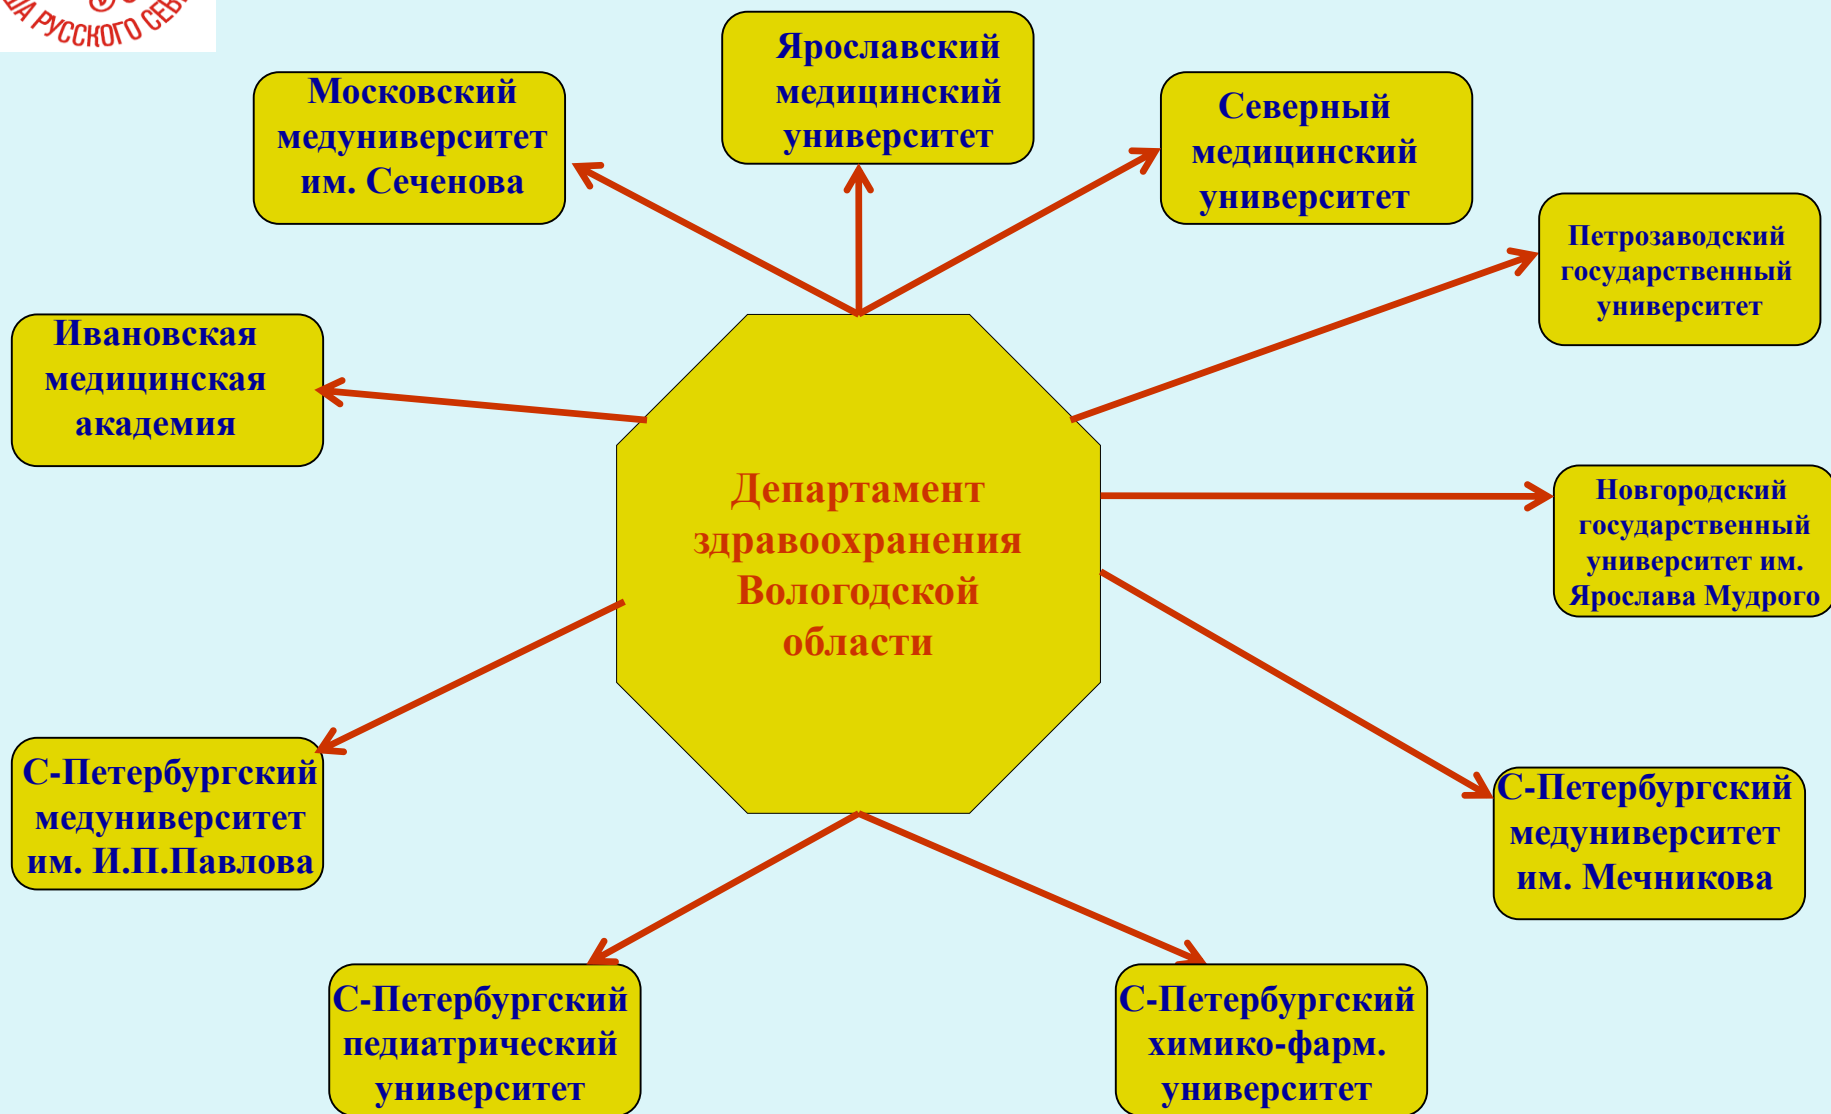 РУССКОГО
Ярославский
медицинский
университет
Московский
медуниверситет
им. Сеченова
Северный
медицинский
университет
Петрозаводский
государственный
университет
Ивановская
медицинская
академия
Департамент
здравоохранения
Вологодской
области
Новгородский
государственный
университет им.
Ярослава Мудрого
С-Петербургский
медуниверситет
им. И.П.Павлова
С-Петербургский
медуниверситет
им. Мечникова
С-Петербургский
педиатрический
университет
С-Петербургский
химико-фарм.
университет